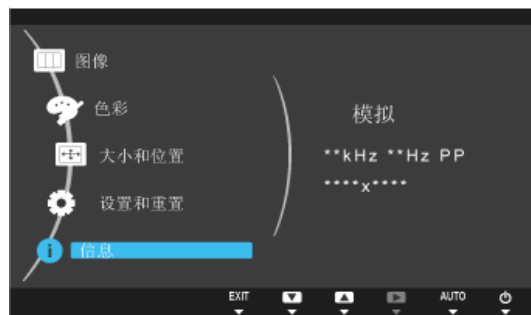 图像
色彩
大小和位置
设置和重置
信息
模拟
**kHz **Hz PP
****x****
EXIT
AUTO